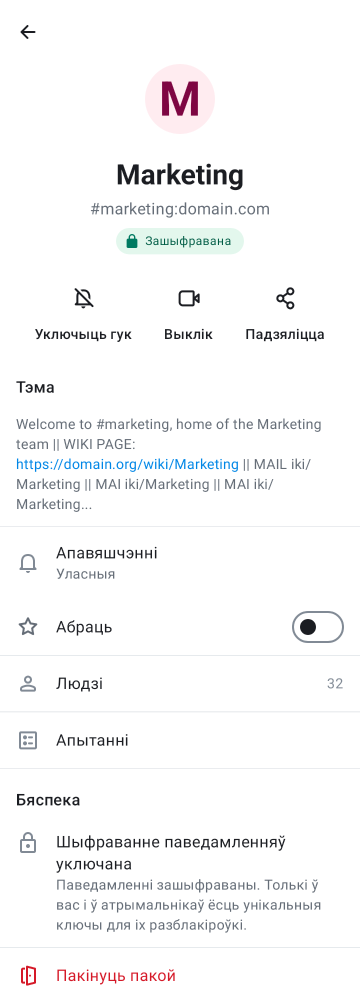 M
Marketing
#marketing:domain.com
Зашыфравана
Уключыць гук
Выклік
Падзяліцца
Тэма
Welcome to #marketing, home of the Marketing
team || WIKI PAGE:
https://domain.org/wiki/Marketing || MAIL iki/
Marketing || MAI iki/Marketing || MAI iki/
Marketing...
Апавяшчэнні
Уласныя
Абраць
Людзі 32
Апытанні
Бяспека
Шыфраванне паведамленняў
уключана
Паведамленні зашыфраваны. Толькі ў
вас і ў атрымальнікаў ёсць унікальныя
ключы для іх разблакіроўкі.
Пакінуць пакой